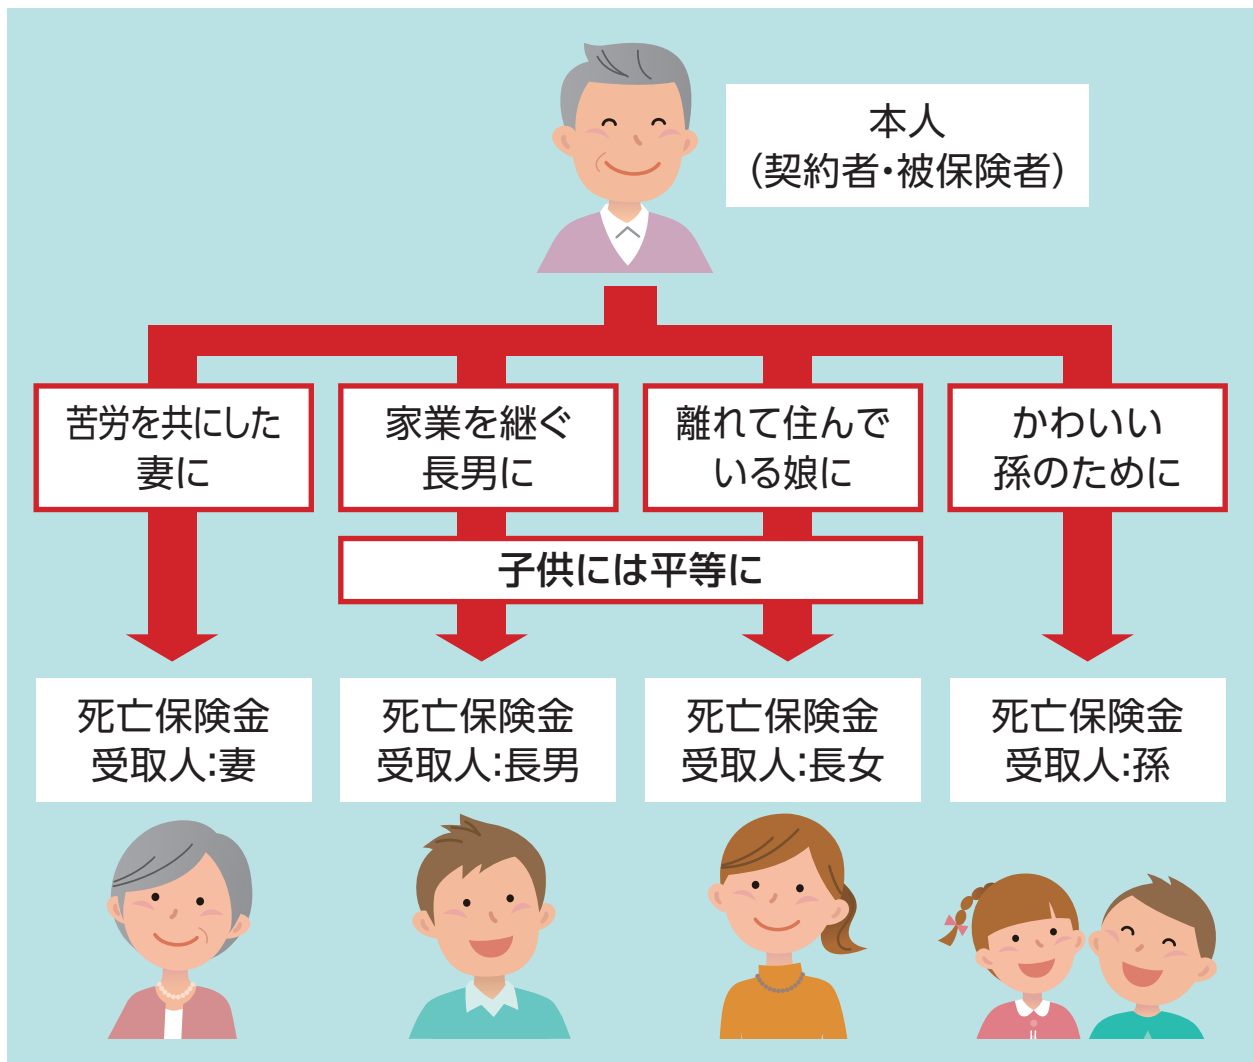 本人
（契約者・被保険者）
苦労を共にした
妻に
家業を継ぐ
長男に
離れて住んで
いる娘に
かわいい
孫のために
子供には平等に
死亡保険金
受取人：妻
死亡保険金
受取人：長男
死亡保険金
受取人：長女
死亡保険金
受取人：孫